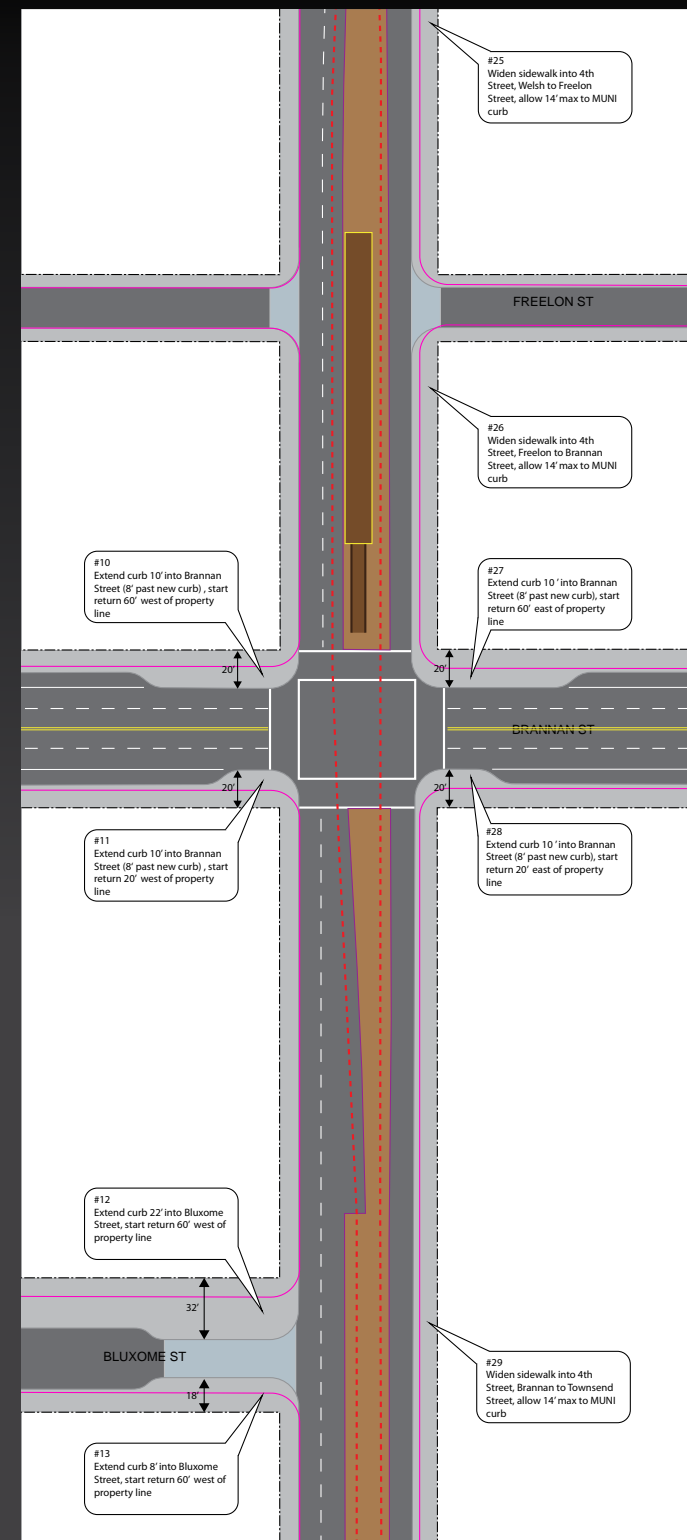 #25
Widen sidewalk into 4th
Street, Welsh to Freelon
Street, allow 14' max to MUNI
curb
FREELON ST
#26
Widen sidewalk into 4th
Street, Freelon to Brannan
Street, allow 14' max to MUNI
curb
#10
Extend curb 10' into Brannan
Street (8' past new curb) , start
return 60' west of property
line
#27
Extend curb 10 ' into Brannan
Street (8' past new curb), start
return 60' east of property
line
20'
20'
BRANNAN ST
20'
20'
#11
Extend curb 10' into Brannan
Street (8' past new curb) , start
return 20' west of property
line
#28
Extend curb 10 ' into Brannan
Street (8' past new curb), start
return 20' east of property
line
#12
Extend curb 22' into Bluxome
Street, start return 60' west of
property line
32'
BLUXOME ST
#29
Widen sidewalk into 4th
Street, Brannan to Townsend
Street, allow 14' max to MUNI
curb
18'
#13
Extend curb 8' into Bluxome
Street, start return 60' west of
property line